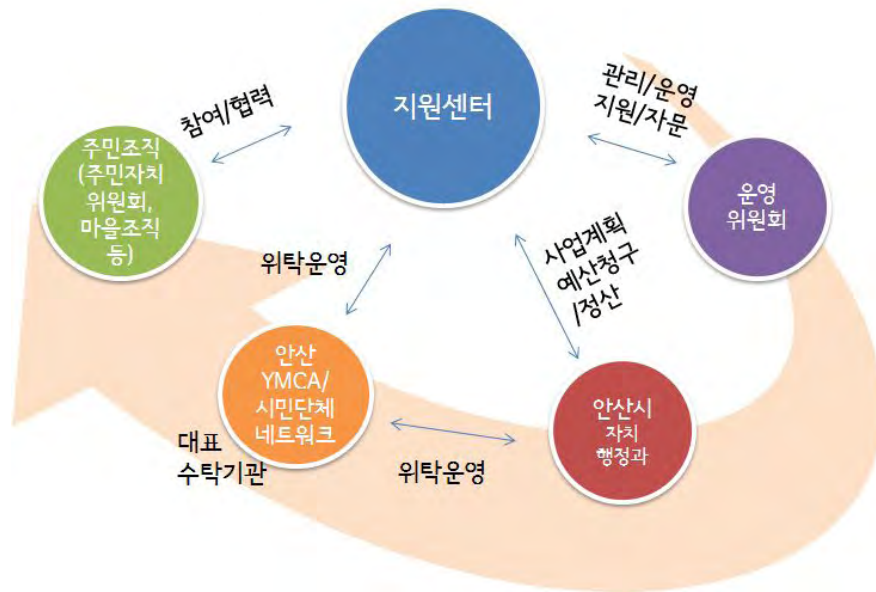 지원센터
관리/운영
지원/자문
참여/협력
주민조직
(주민자치
위원회,
마을조직
등)
운영
위원회
사업계획
예산청구
/정산
위탁운영
안산
YMCA/
시민단체
네트워크
안산시
자치
행정과
대표
수탁기관
위탁운영